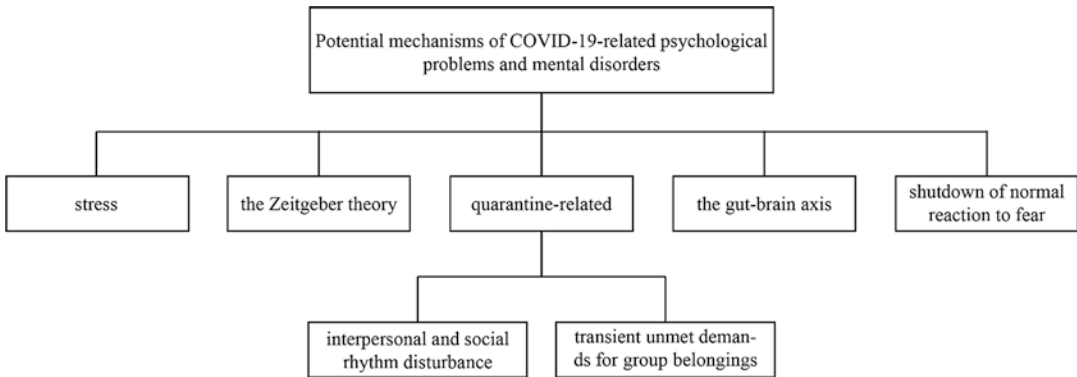 Potential mechanisms of COVID-19-related psychological
problems and mental disorders
stress
the Zeitgeber theory
quarantine-related
the gut-brain axis
shutdown of normal
reaction to fear
interpersonal and social
rhythm disturbance
transient unmet deman-
ds for group belongings